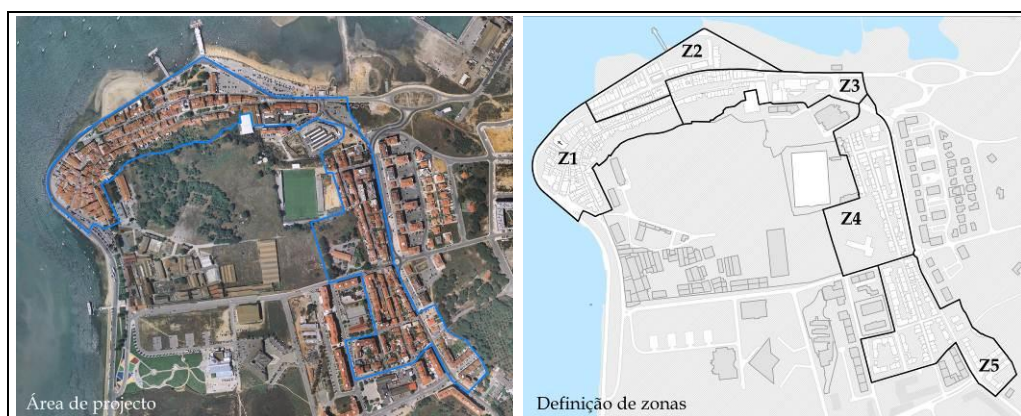 Área de projecto
Z1
Z2
Z3
Z4
Z5
Definição de zonas